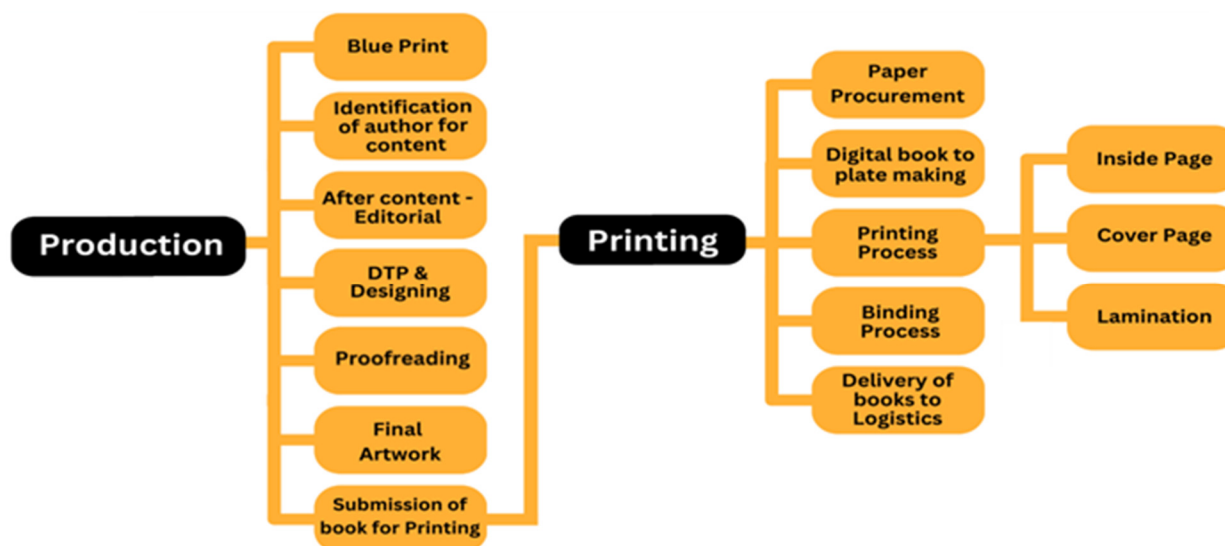 Production
Blue Print
Identification
of author for
content
After content -
Editorial
DTP &
Designing
Proofreading
Final
Artwork
Submission of
book for Printing
Printing
Paper
Procurement
Digital book to
plate making
Printing
Process
Binding
Process
Delivery of
books to
Logistics
Inside Page
Cover Page
Lamination